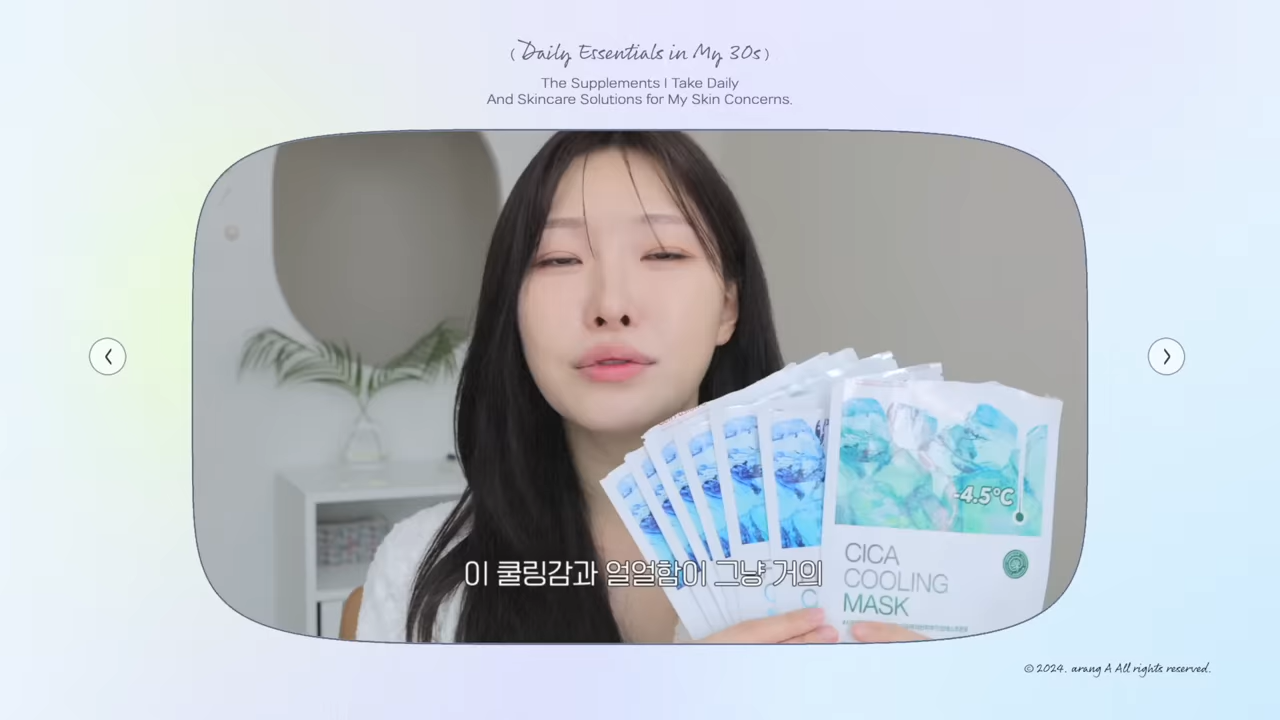 ( Daily Essentials in My 30s )
The Supplements I Take Daily
And Skincare Solutions for My Skin Concerns.
-4.5°C
CICA
COOLING
MASK
이 쿨링감과 얼얼함이 그냥 거의
© 2024. arang A All rights reserved.